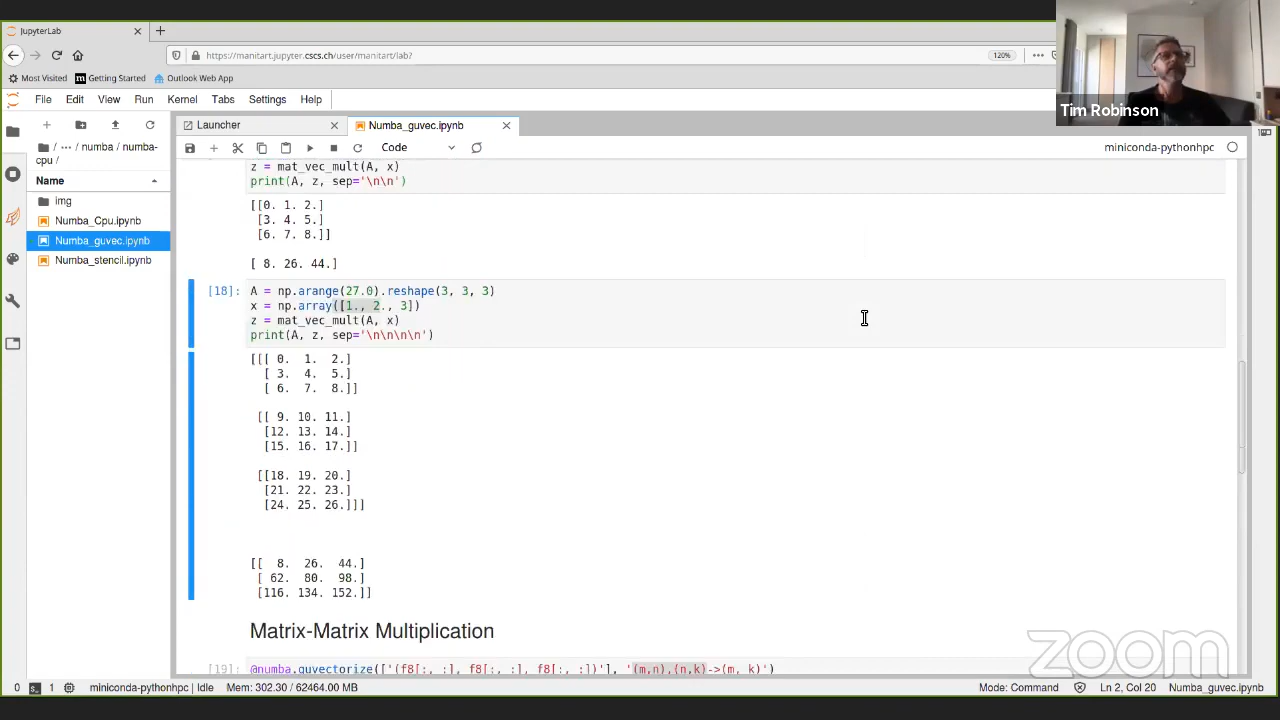 JupyterLab
https://manitart.jupyter.cscs.ch/user/manitart/lab?
120%
Most Visited
Getting Started
Outlook Web App
Tim Robinson
File
Edit
View
Run
Kernel
Tabs
Settings
Help
Launcher
Numba_guvec.ipynb
/ ··· / numba / numba-
cpu /
Code
miniconda-pythonhpc
Name
img
Numba_Cpu.ipynb
Numba_guvec.ipynb
Numba_stencil.ipynb
z = mat_vec_mult(A, x)
print(A, z, sep='\n\n')
[[0. 1. 2.]
[3. 4. 5.]
[6. 7. 8.]]
[ 8. 26. 44.]
[18]: A = np.arange(27.0).reshape(3, 3, 3)
x = np.array([1., 2., 3])
z = mat_vec_mult(A, x)
print(A, z, sep='\n\n\n\n')
[[[ 0. 1. 2.]
[ 3. 4. 5.]
[ 6. 7. 8.]]
[[ 9. 10. 11.]
[12. 13. 14.]
[15. 16. 17.]]
[[18. 19. 20.]
[21. 22. 23.]
[24. 25. 26.]]]
[[ 8. 26. 44.]
[ 62. 80. 98.]
[116. 134. 152.]]
Matrix-Matrix Multiplication
[19]: @numba.guvectorize(['(f8[:, :], f8[:, :], f8[:, :])'], '(m,n),(n,k)->(m, k)')
zoom
0
1
miniconda-pythonhpc | Idle
Mem: 302.30 / 62464.00 MB
Mode: Command
Ln 2, Col 20
Numba_guvec.ipynb